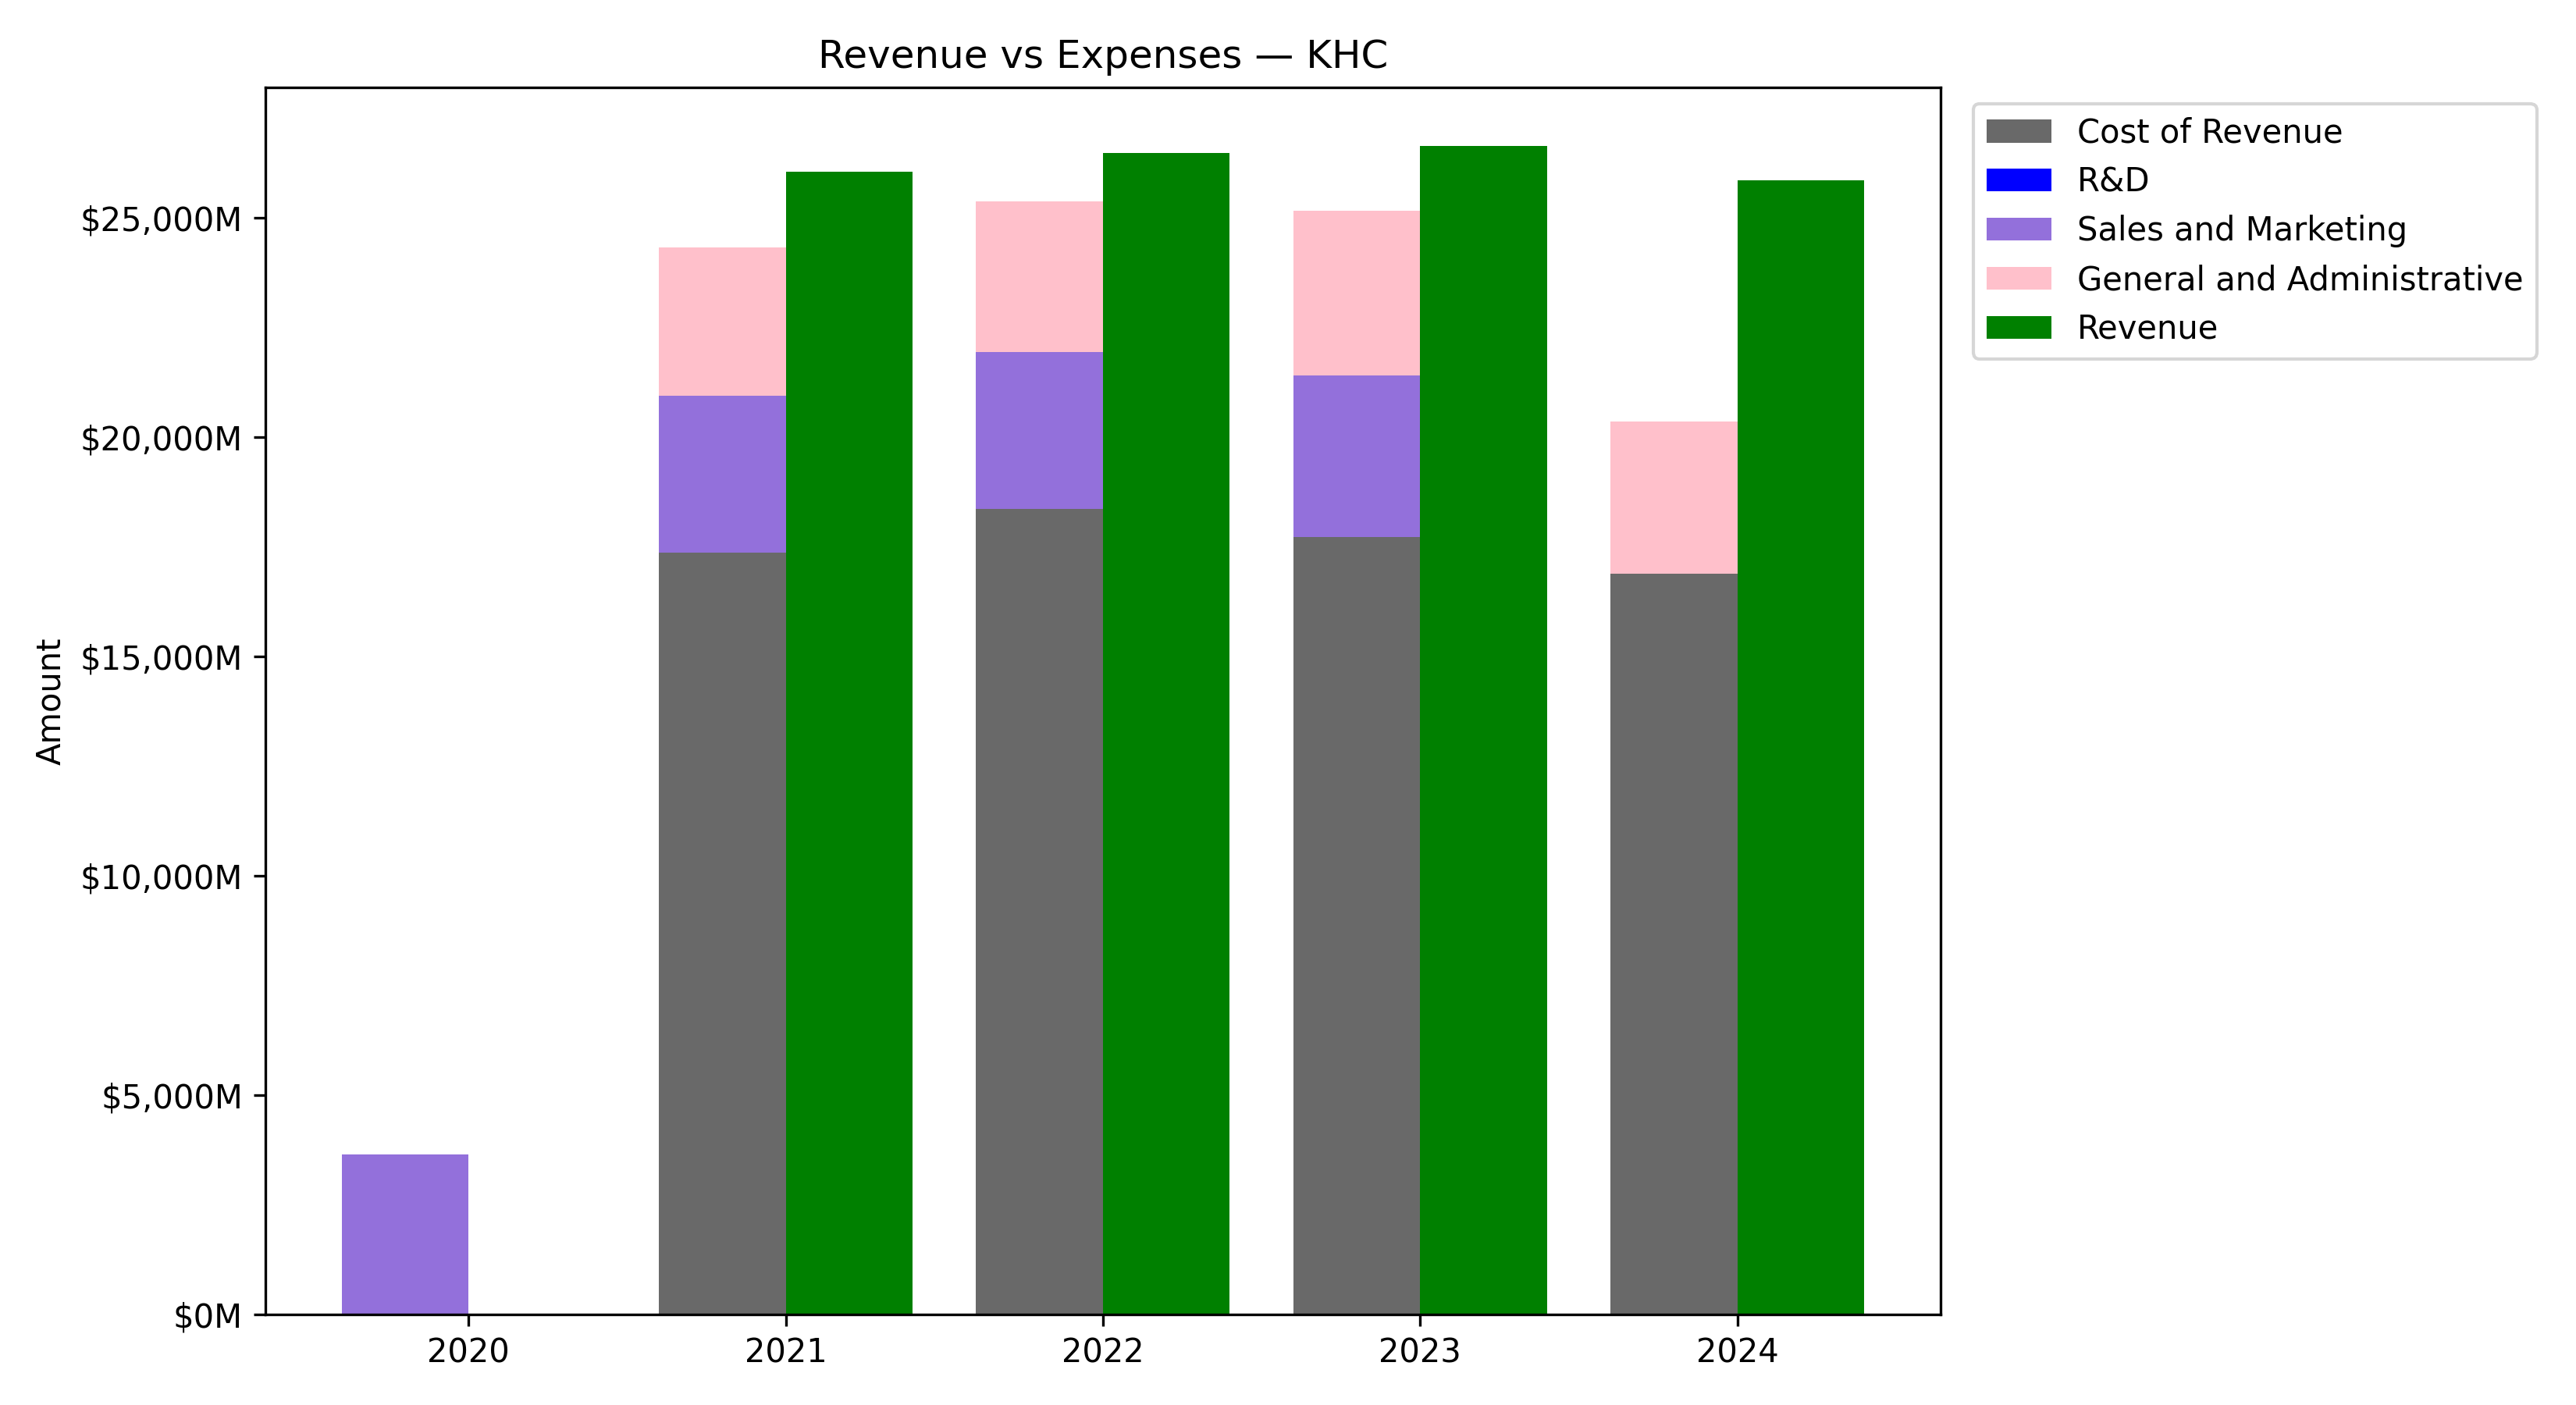 Revenue vs Expenses — KHC
Amount
$25,000M
$20,000M
$15,000M
$10,000M
$5,000M
$0M
2020
2021
2022
2023
2024
Cost of Revenue
R&D
Sales and Marketing
General and Administrative
Revenue